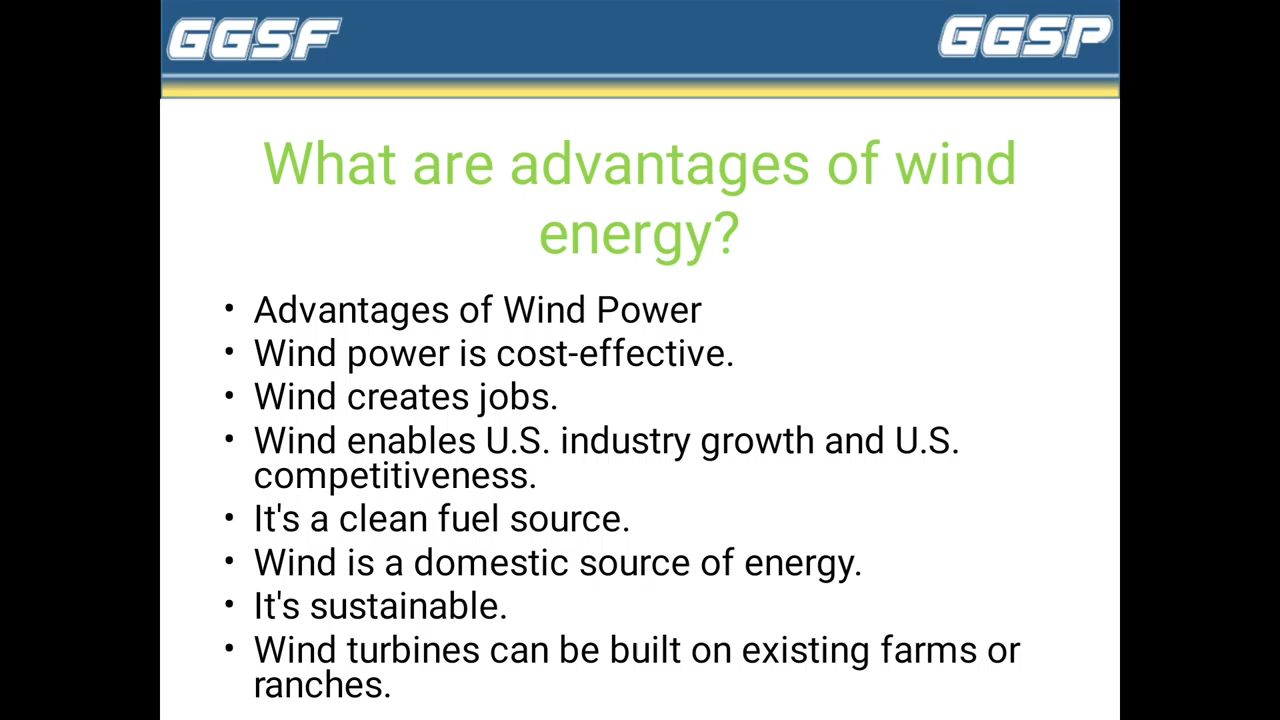 GGSF
GGSP
What are advantages of wind
energy?
• Advantages of Wind Power
• Wind power is cost-effective.
• Wind creates jobs.
• Wind enables U.S. industry growth and U.S.
competitiveness.
• It's a clean fuel source.
• Wind is a domestic source of energy.
• It's sustainable.
• Wind turbines can be built on existing farms or
ranches.